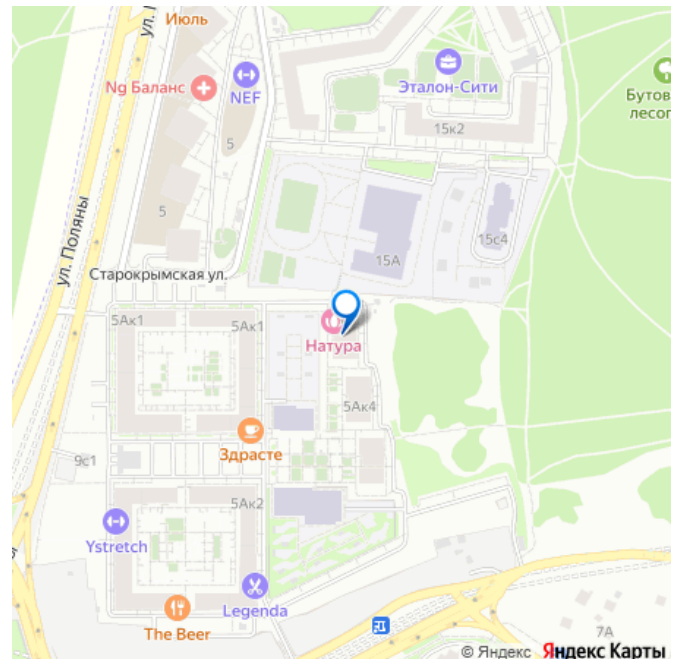 Июль
ул. П
Ng Баланс
NEF
Эталон-Сити
Бутов
лесоп
15к2
5
5
ул. Поляны
15А
15с4
Старокрымская ул.
5Ак1
5Ак1
Натура
5Ак4
Здрасте
9с1
5Ак2
Ystretch
Legenda
The Beer
7А
© Яндекс Яндекс Карты